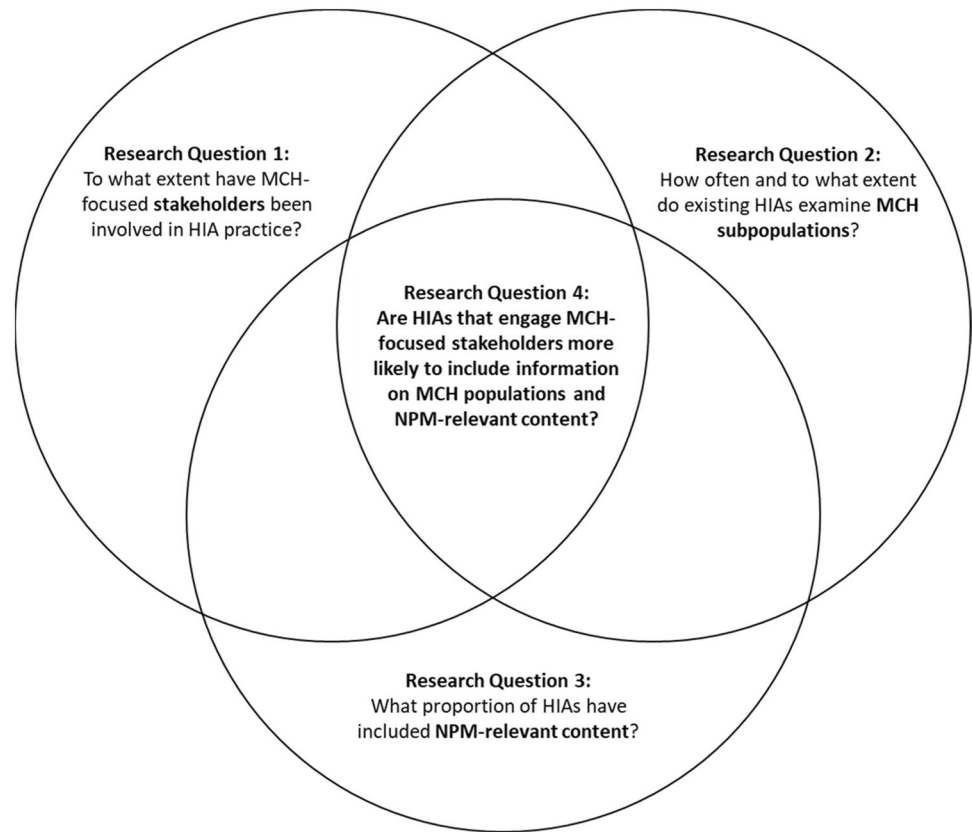 Research Question 1:
To what extent have MCH-
focused stakeholders been
involved in HIA practice?
Research Question 2:
How often and to what extent
do existing HIAs examine MCH
subpopulations?
Research Question 4:
Are HIAs that engage MCH-
focused stakeholders more
likely to include information
on MCH populations and
NPM-relevant content?
Research Question 3:
What proportion of HIAs have
included NPM-relevant content?